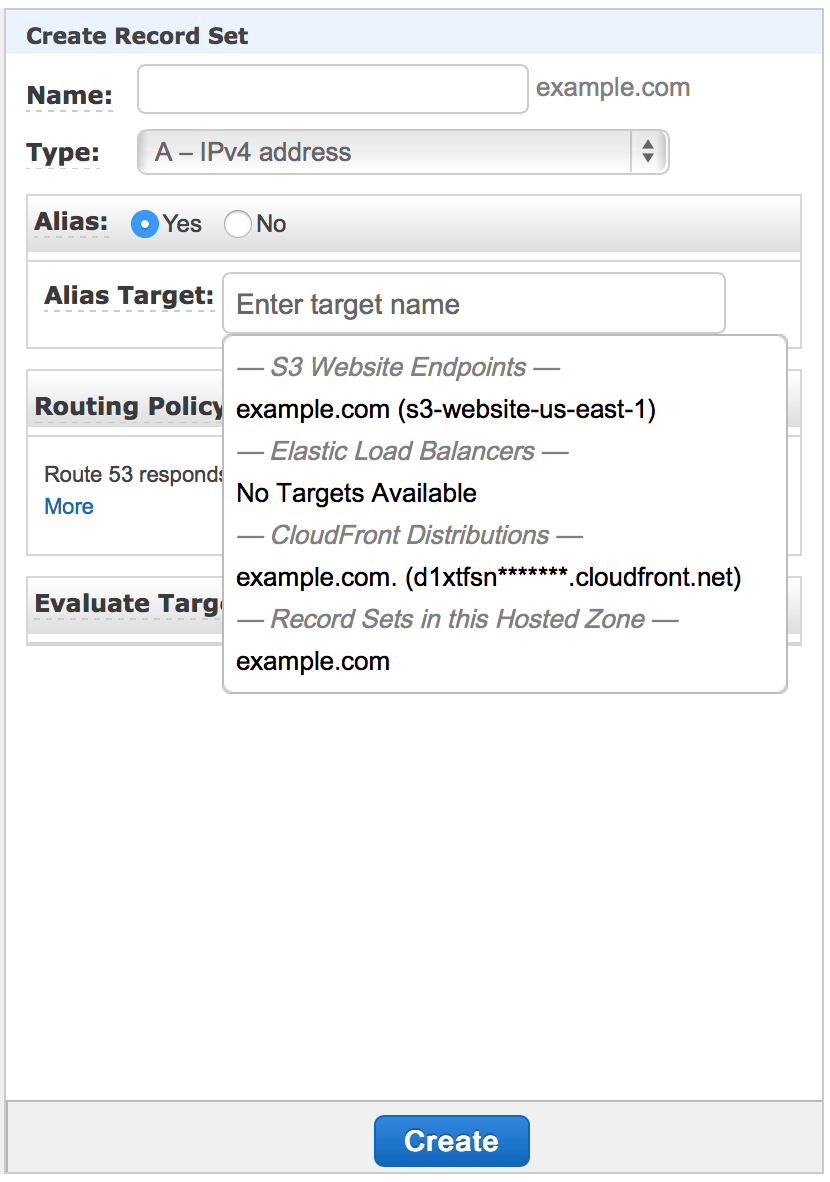 Create Record Set
Name: example.com
Type: A – IPv4 address
Alias: Yes No
Alias Target: Enter target name
— S3 Website Endpoints —
example.com (s3-website-us-east-1)
— Elastic Load Balancers —
No Targets Available
— CloudFront Distributions —
example.com. (d1xtfsn*******.cloudfront.net)
— Record Sets in this Hosted Zone —
example.com
Routing Policy
Route 53 responds
More
Evaluate
Create